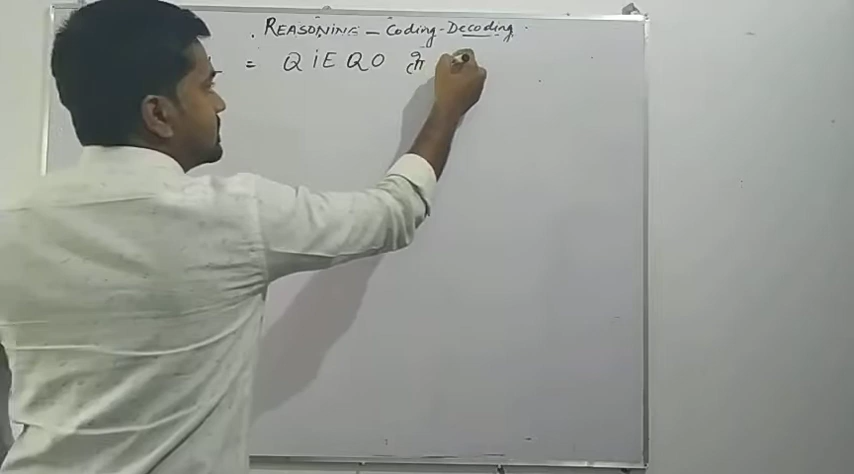 REASONING - Coding-Decoding
= QiEQO तो